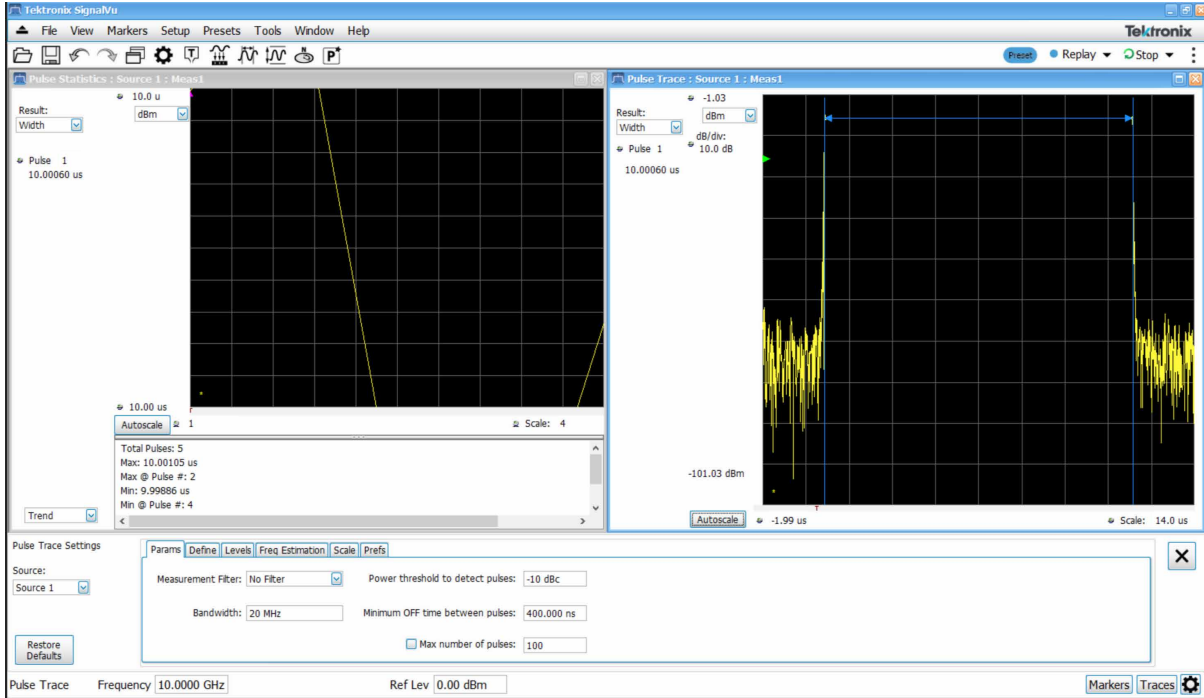 Tektronix SignalVu
File View Markers Setup Presets Tools Window Help
Tektronix
Preset Replay Stop
Pulse Statistics : Source 1 : Meas1
10.0 u
Result:
dBm
Width
Pulse 1
10.00060 us
10.00 us
Autoscale 1 Scale: 4
Total Pulses: 5
Max: 10.00105 us
Max @ Pulse #: 2
Min: 9.99886 us
Min @ Pulse #: 4
Trend
Pulse Trace : Source 1 : Meas1
-1.03
Result:
dBm
Width
dB/div:
Pulse 1
10.0 dB
10.00060 us
-101.03 dBm
T
Autoscale -1.99 us Scale: 14.0 us
Pulse Trace Settings
Source:
Source 1
Restore
Defaults
Params Define Levels Freq Estimation Scale Prefs
Measurement Filter: No Filter Power threshold to detect pulses: -10 dBc
Bandwidth: 20 MHz Minimum OFF time between pulses: 400.000 ns
Max number of pulses: 100
Pulse Trace Frequency 10.0000 GHz Ref Lev 0.00 dBm Markers Traces